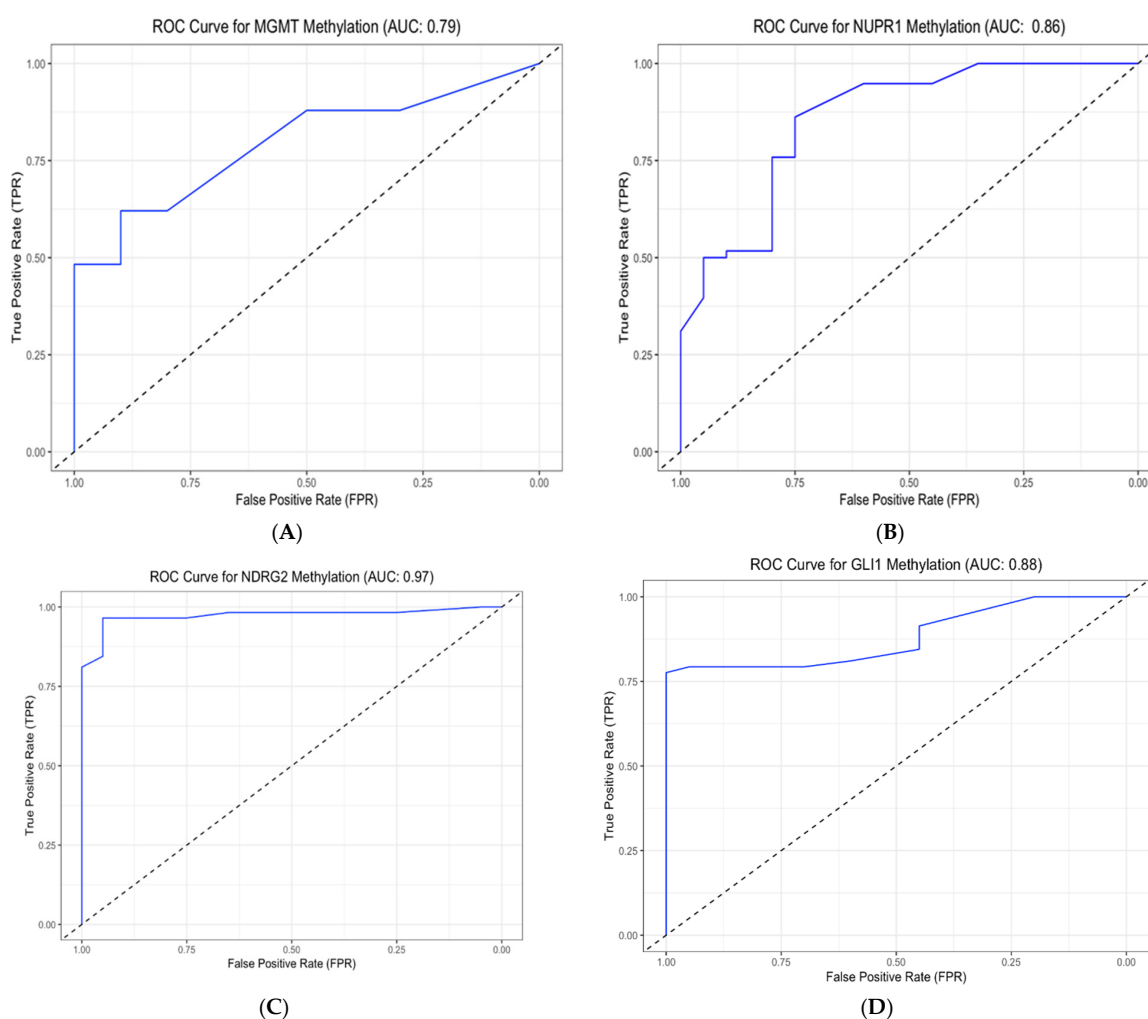 ROC Curve for MGMT Methylation (AUC: 0.79)
True Positive Rate (TPR)
1.00
0.75
0.50
0.25
0.00
1.00 0.75 0.50 0.25 0.00
False Positive Rate (FPR)
(A)
ROC Curve for NUPR1 Methylation (AUC: 0.86)
True Positive Rate (TPR)
1.00
0.75
0.50
0.25
0.00
1.00 0.75 0.50 0.25 0.00
False Positive Rate (FPR)
(B)
ROC Curve for NDRG2 Methylation (AUC: 0.97)
True Positive Rate (TPR)
1.00
0.75
0.50
0.25
0.00
1.00 0.75 0.50 0.25 0.00
False Positive Rate (FPR)
(C)
ROC Curve for GLI1 Methylation (AUC: 0.88)
True Positive Rate (TPR)
1.00
0.75
0.50
0.25
0.00
1.00 0.75 0.50 0.25 0.00
False Positive Rate (FPR)
(D)